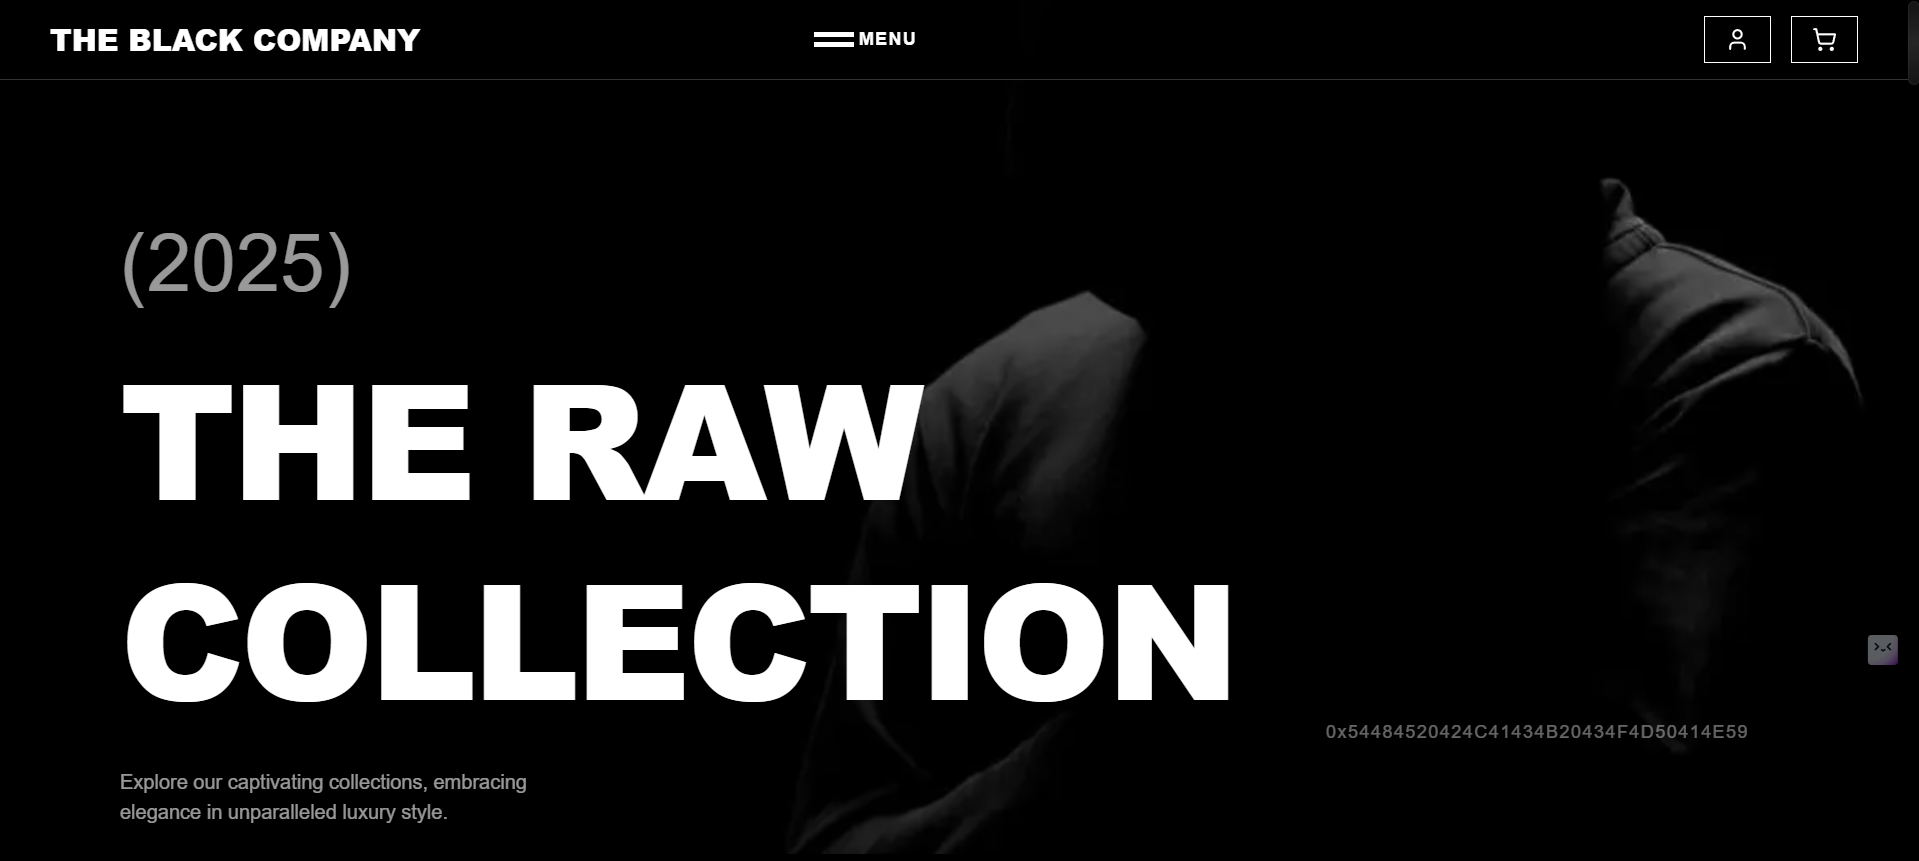 THE BLACK COMPANY
MENU
(2025)
THE RAW
COLLECTION
0x54484520424C41434B20434F4D50414E59
Explore our captivating collections, embracing
elegance in unparalleled luxury style.